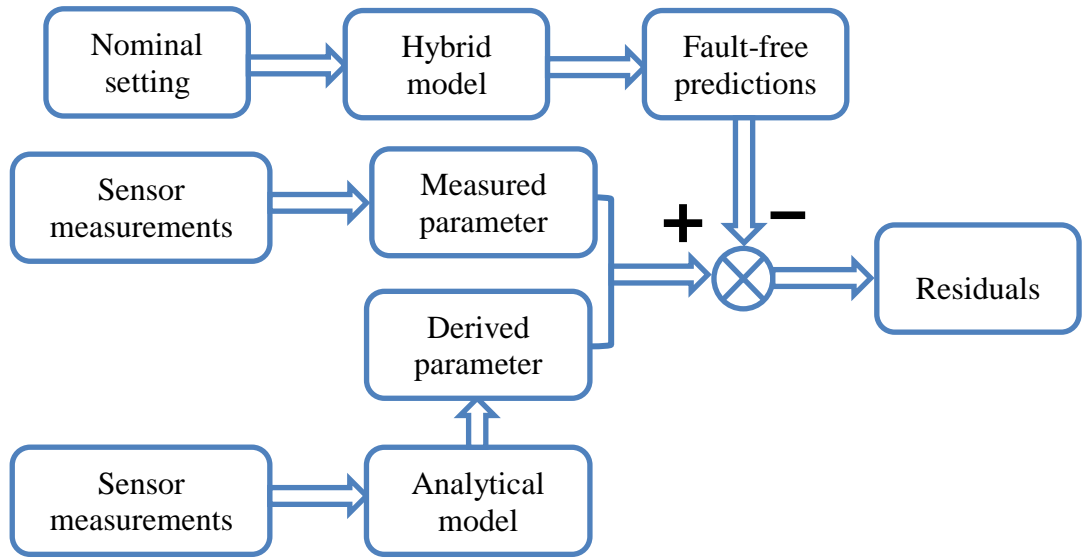 Nominal
setting
Hybrid
model
Fault-free
predictions
Sensor
measurements
Measured
parameter
+
−
Residuals
Derived
parameter
Sensor
measurements
Analytical
model